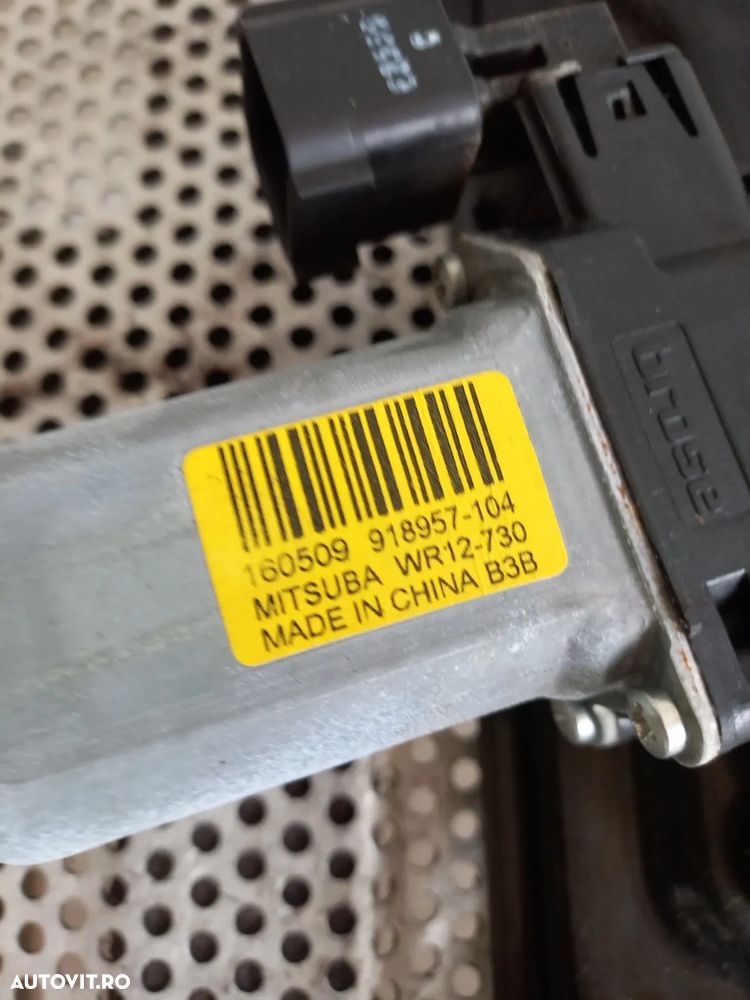 brose
160509 918957-104
MITSUBA WR12-730
MADE IN CHINA B3B
AUTOVIT.RO